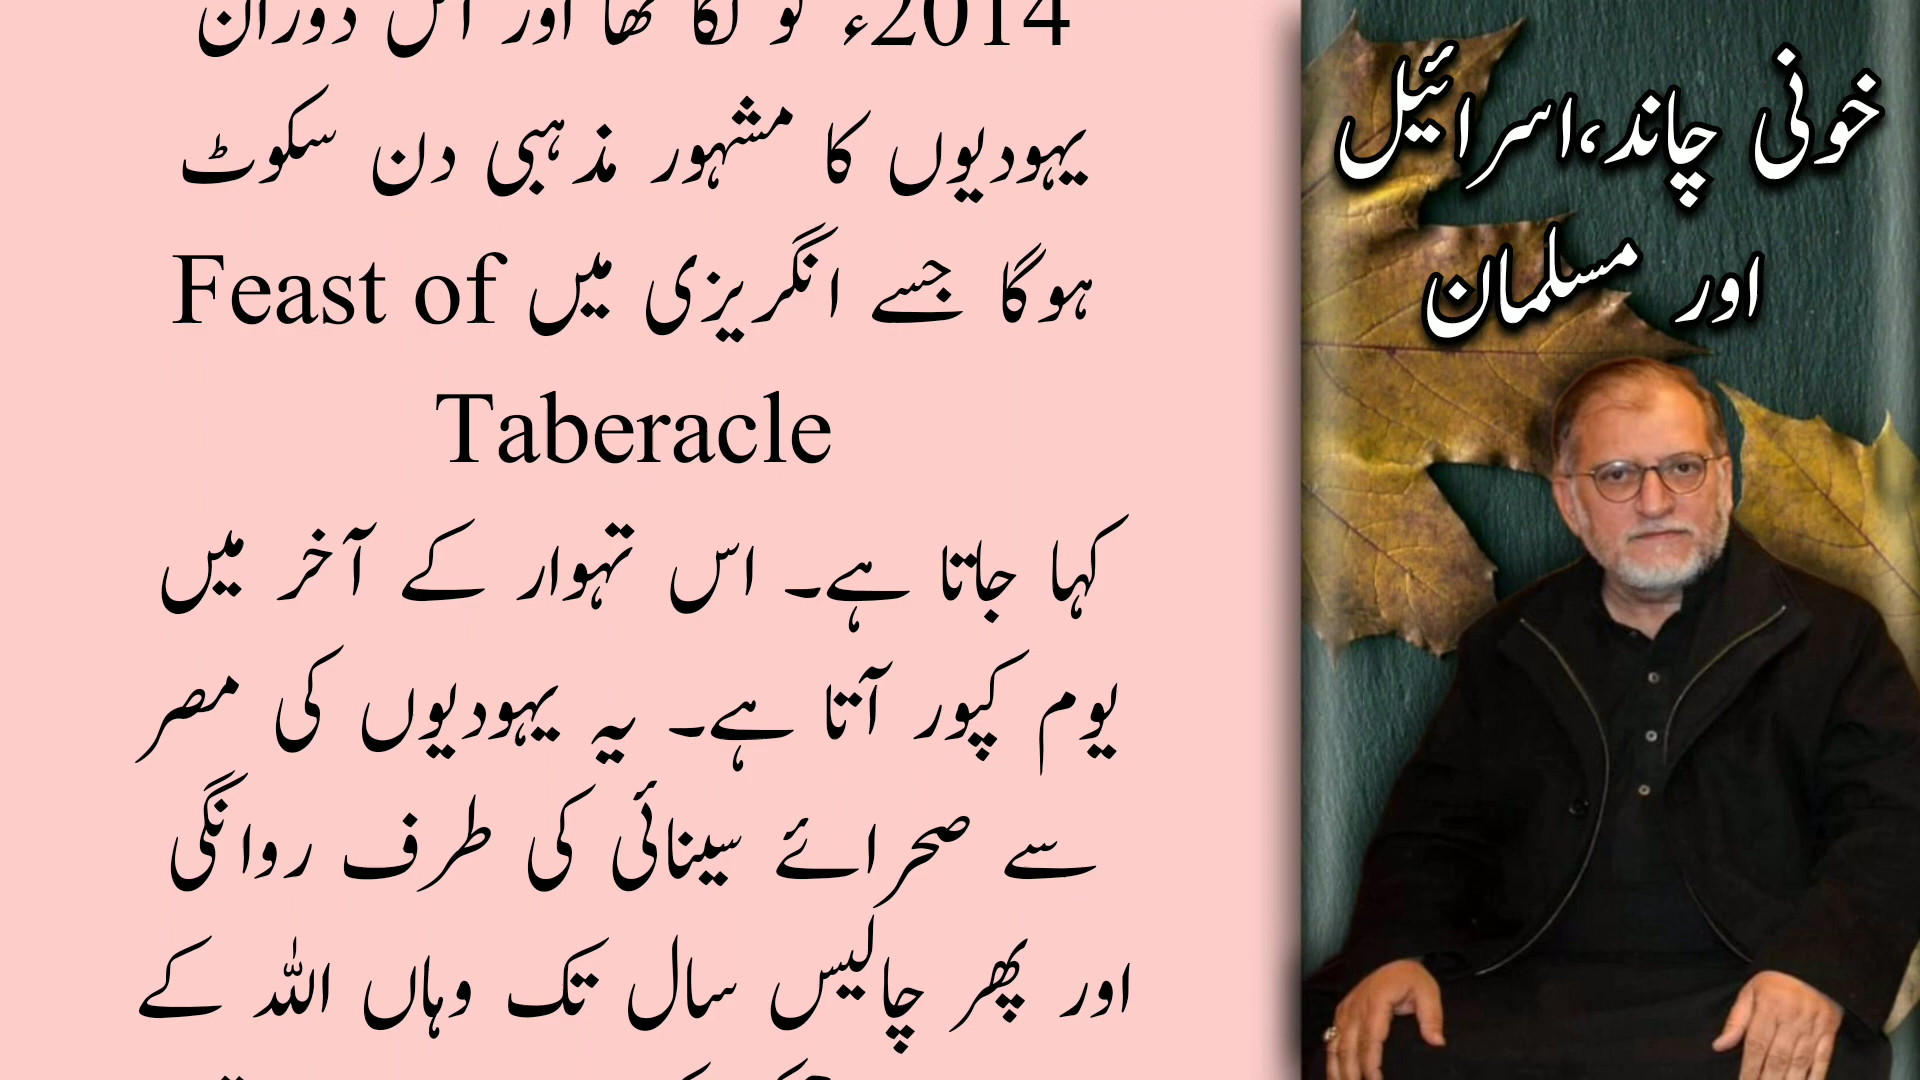 2014ء کو لگا تھا اور اس دوران
یہودیوں کا مشہور مذہبی دن سکوٹ
ہوگا جسے انگریزی میں Feast of
Taberacle
کہا جاتا ہے۔ اس تہوار کے آخر میں
یوم کپور آتا ہے۔ یہ یہودیوں کی مصر
سے صحرائے سینائی کی طرف روانگی
اور پھر چالیس سال تک وہاں اللہ کے
خونی چاند،اسرائیل
اور مسلمان